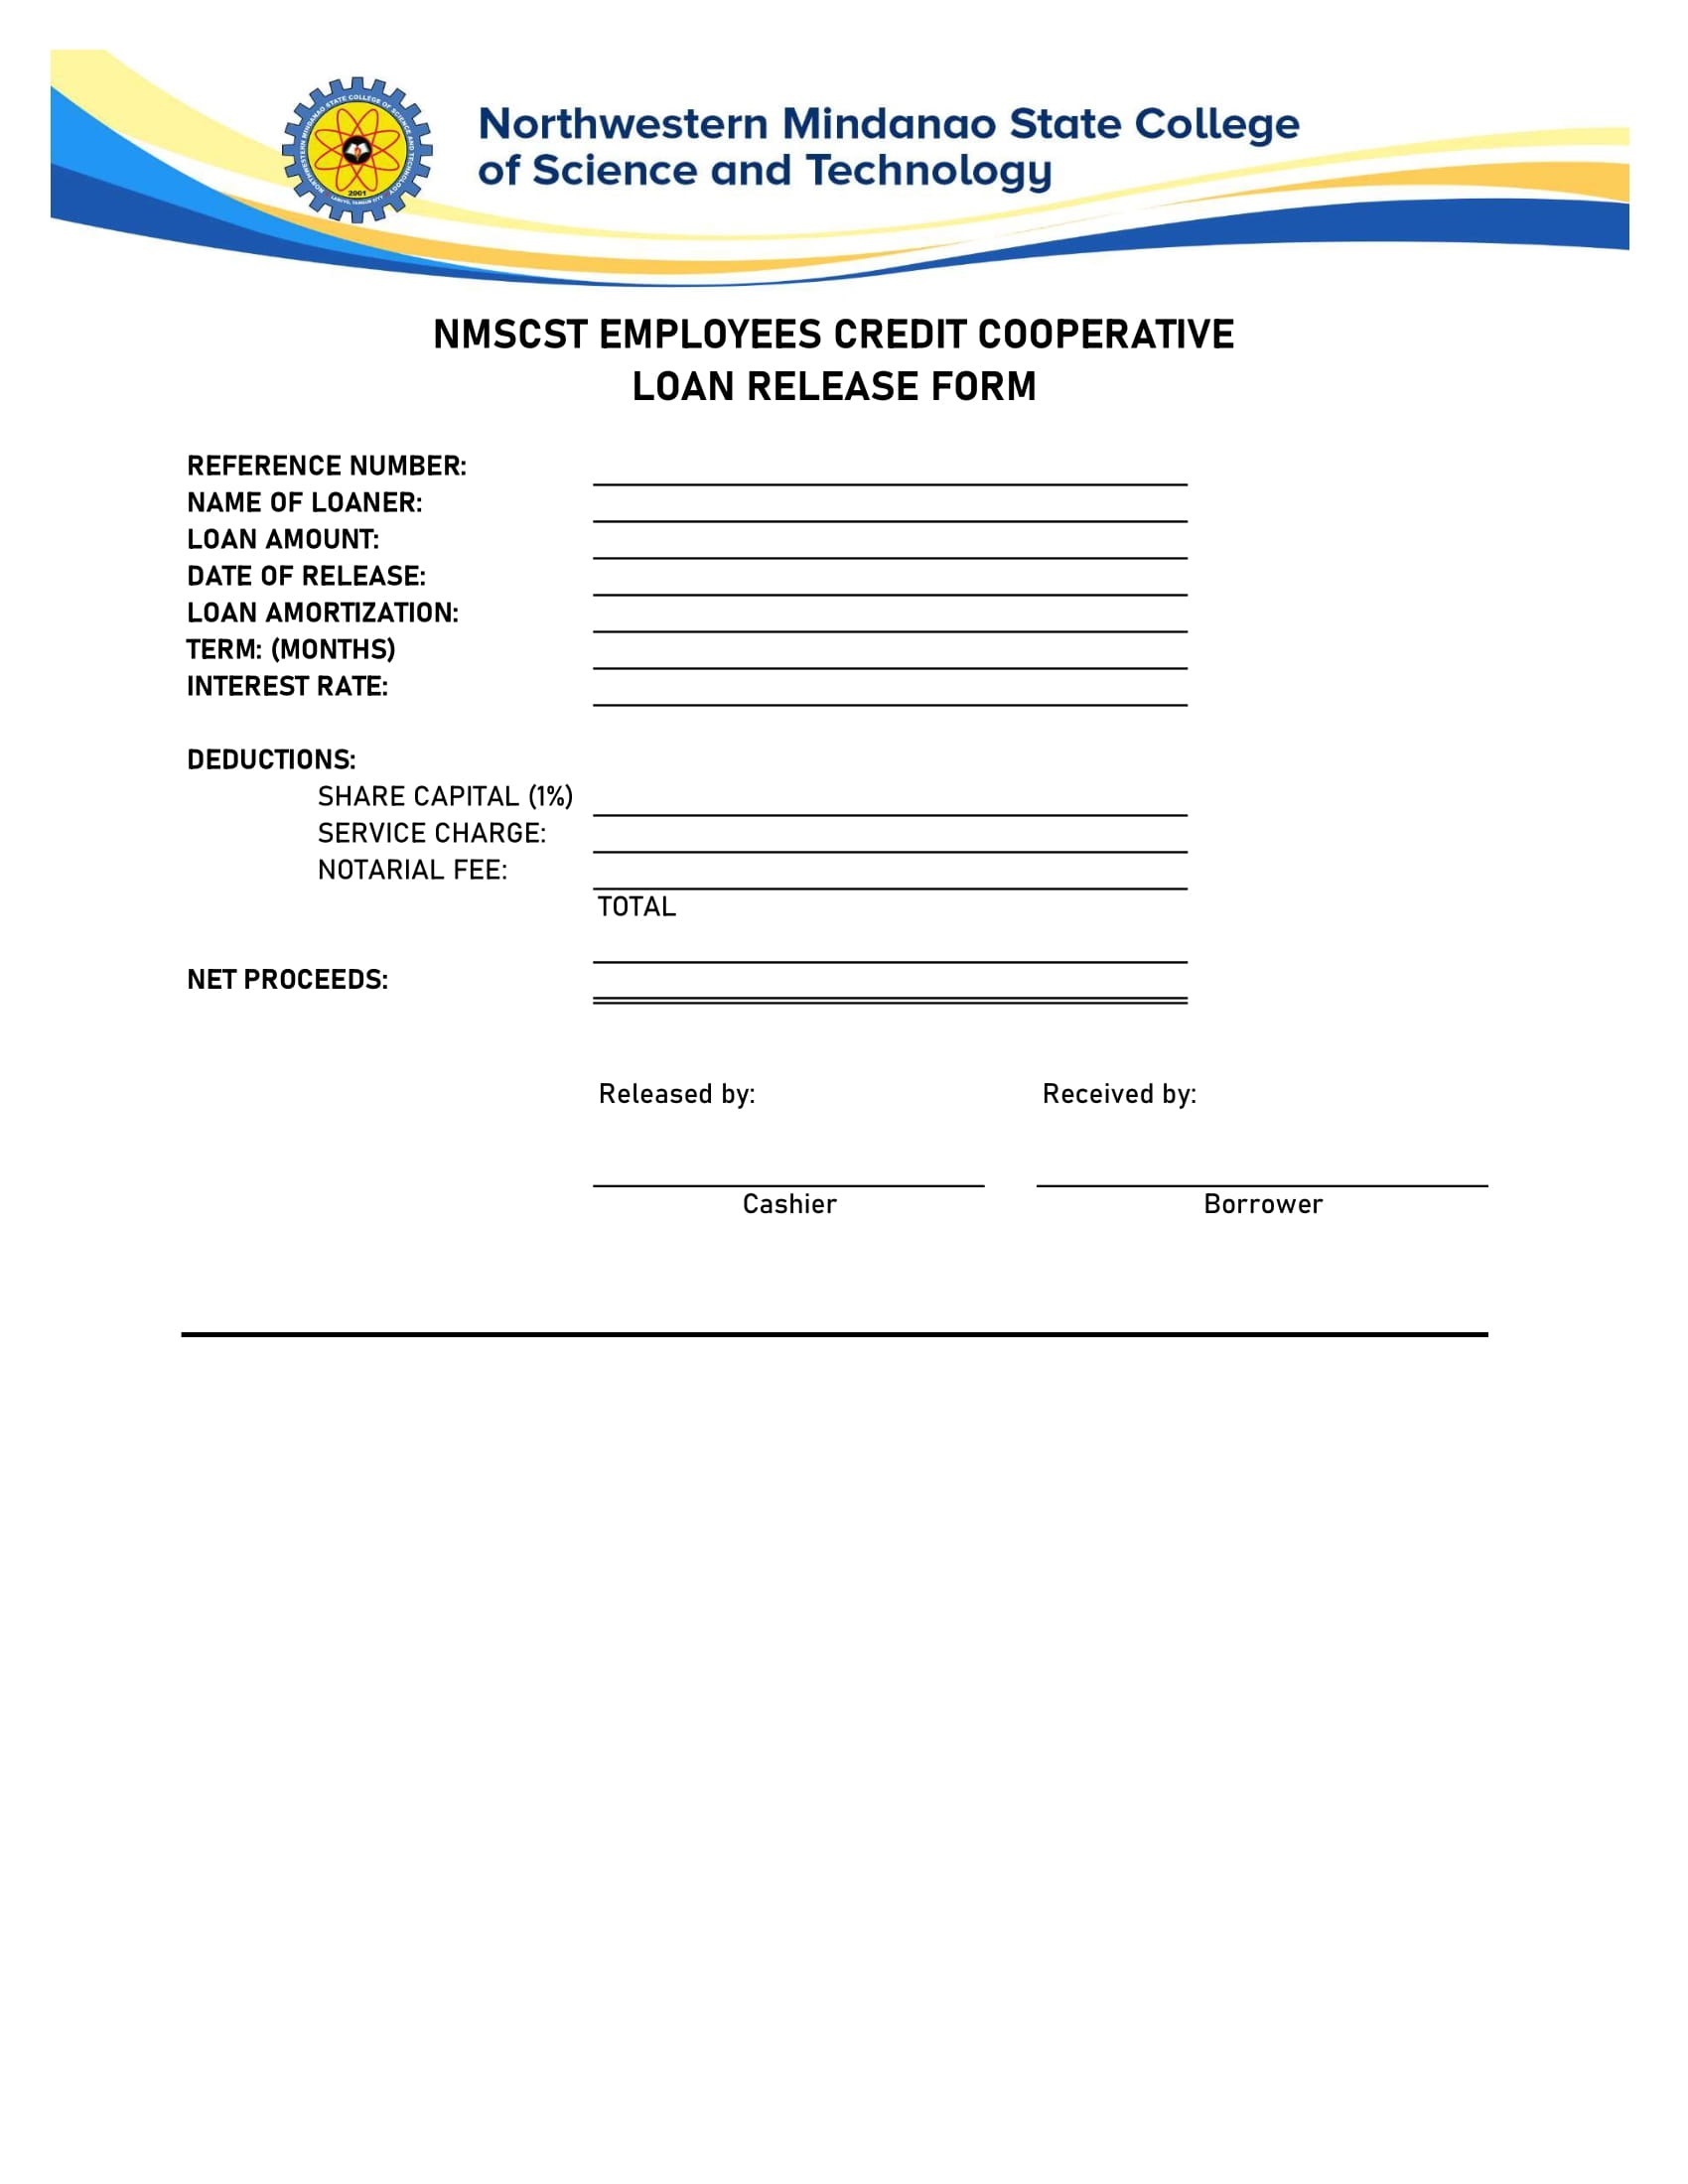 NORTHWESTERN MINDANAO STATE COLLEGE OF SCIENCE AND TECHNOLOGY
2001
LABUYO, TANGUB CITY
Northwestern Mindanao State College
of Science and Technology
NMSCST EMPLOYEES CREDIT COOPERATIVE
LOAN RELEASE FORM
REFERENCE NUMBER:
NAME OF LOANER:
LOAN AMOUNT:
DATE OF RELEASE:
LOAN AMORTIZATION:
TERM: (MONTHS)
INTEREST RATE:
DEDUCTIONS:
SHARE CAPITAL (1%)
SERVICE CHARGE:
NOTARIAL FEE:
TOTAL
NET PROCEEDS:
Released by: Received by:
Cashier Borrower